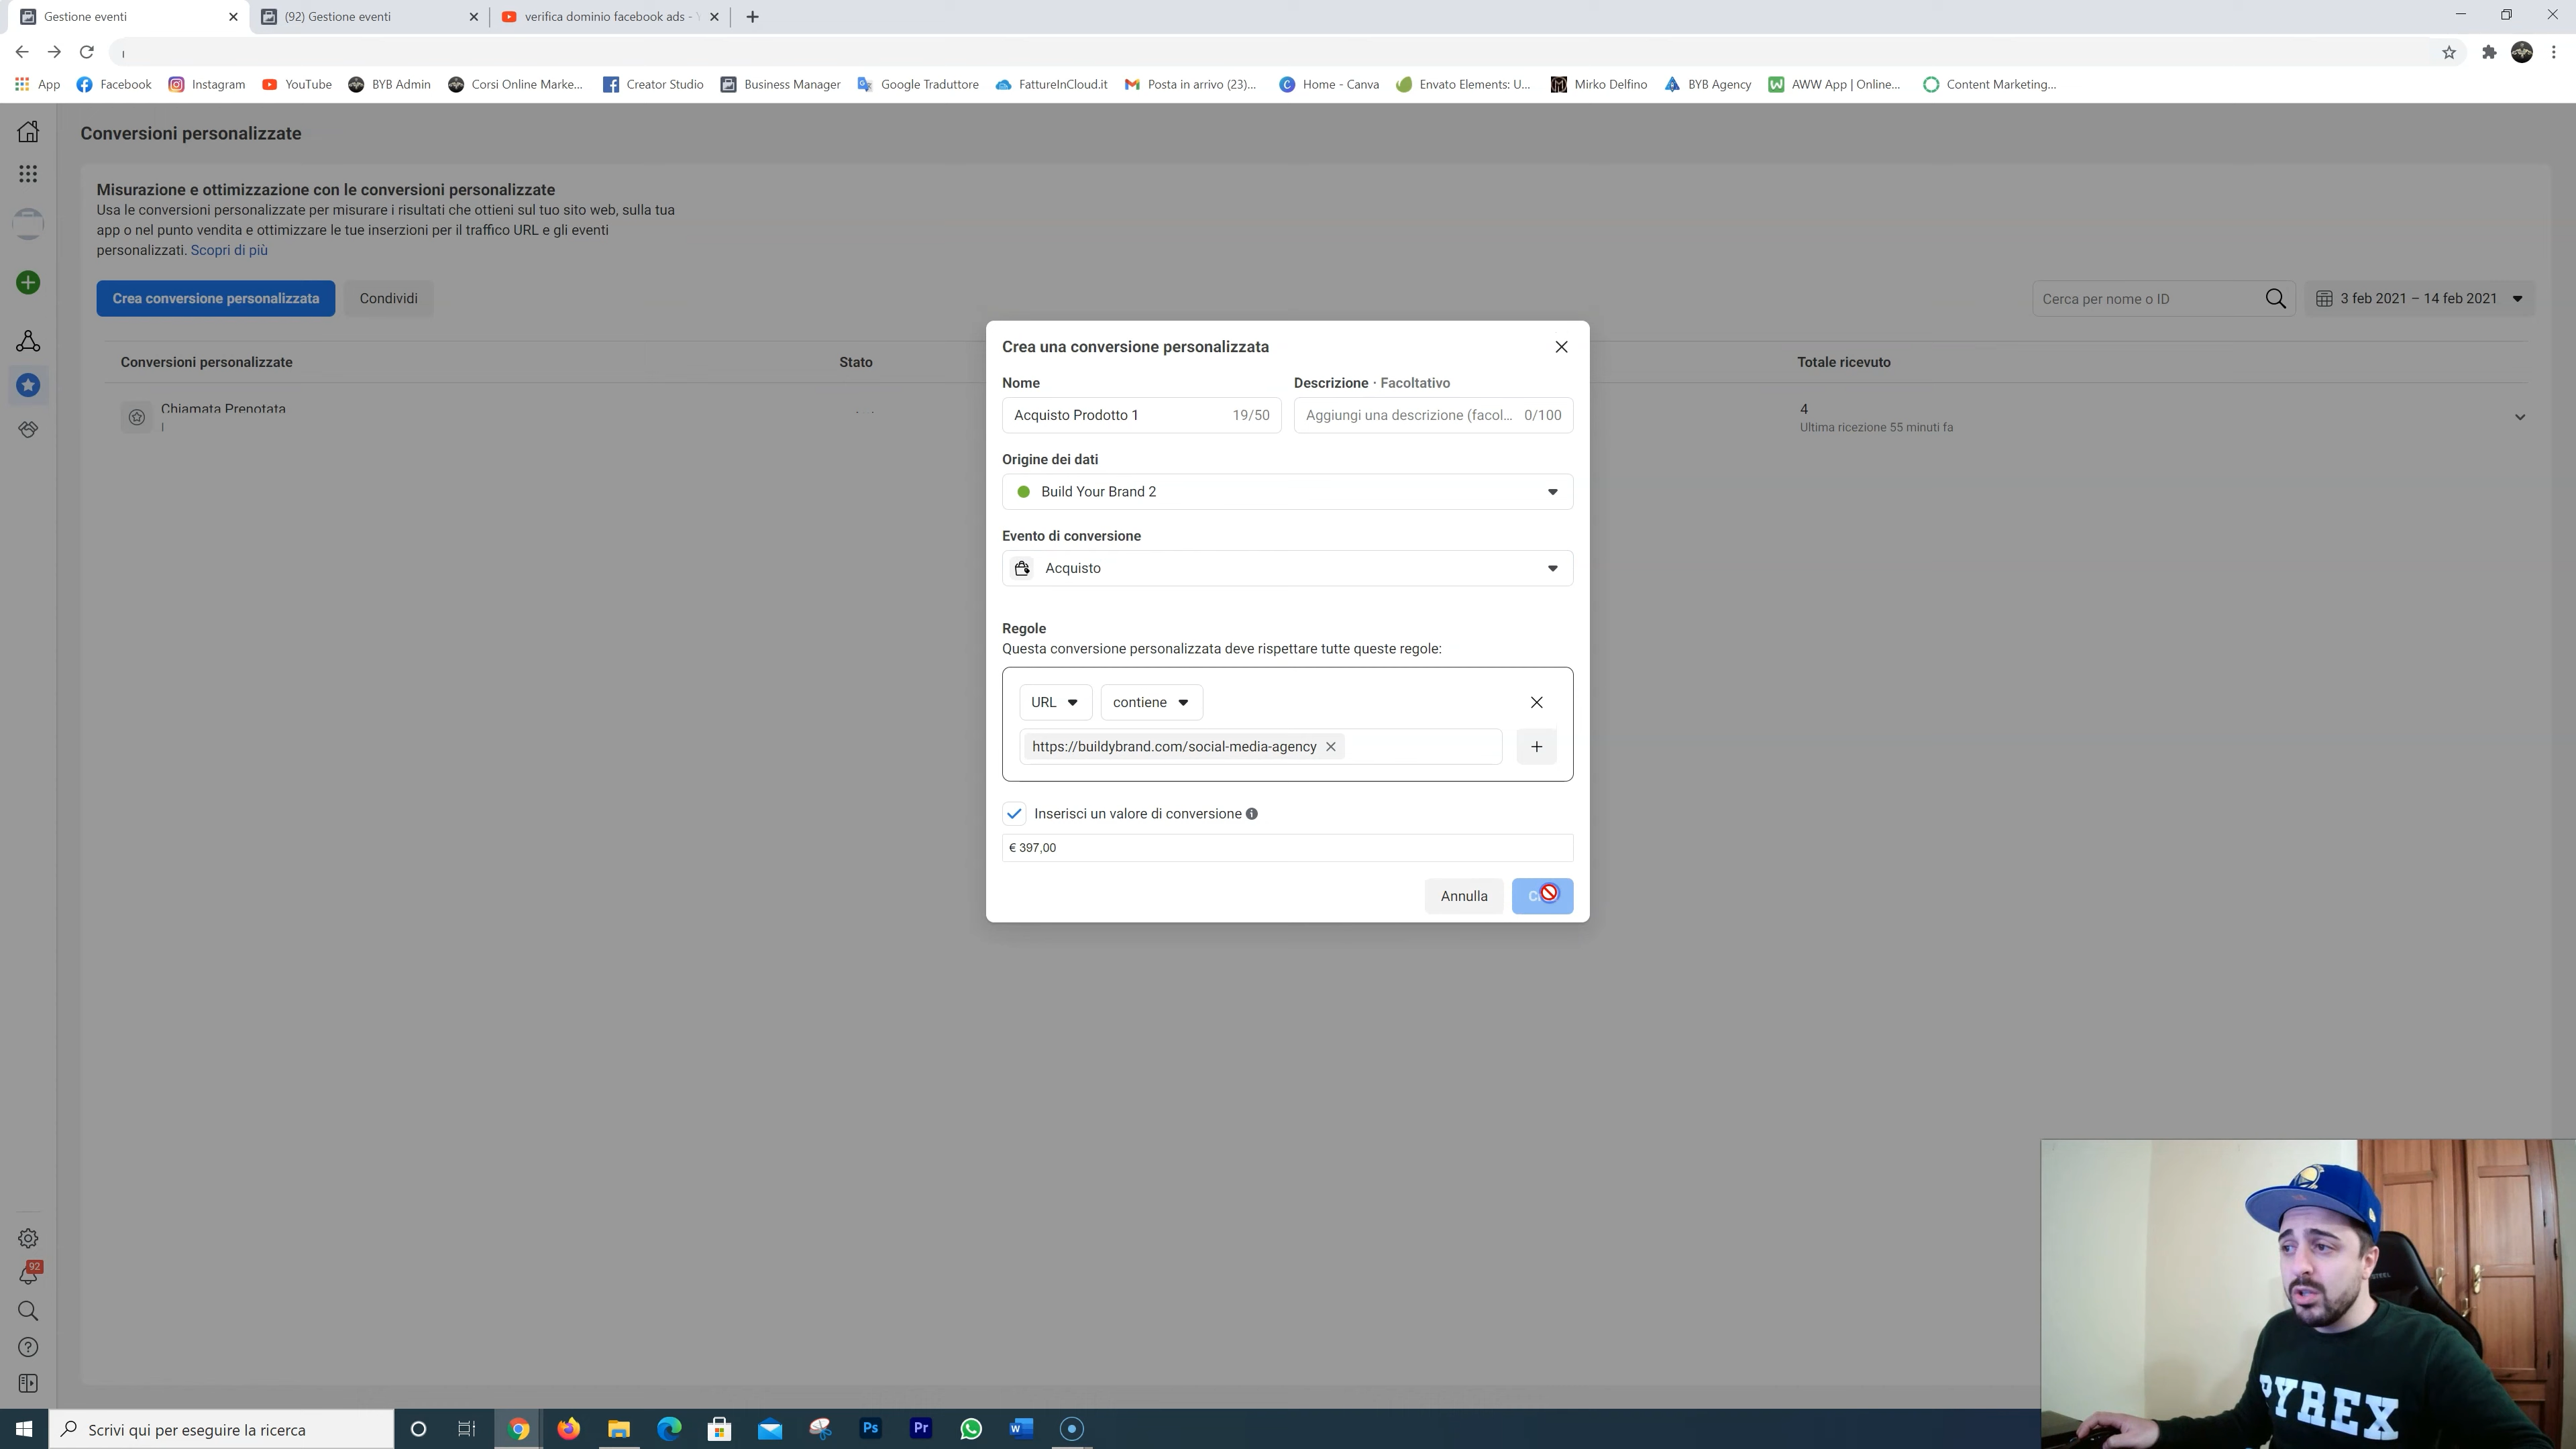 Gestione eventi
(92) Gestione eventi
verifica dominio facebook ads -
App
Facebook
Instagram
YouTube
BYB Admin
Corsi Online Marke...
Creator Studio
Business Manager
Google Traduttore
FattureInCloud.it
Posta in arrivo (23)...
Home - Canva
Envato Elements: U...
Mirko Delfino
BYB Agency
AWW App | Online...
Content Marketing...
Conversioni personalizzate
Misurazione e ottimizzazione con le conversioni personalizzate
Usa le conversioni personalizzate per misurare i risultati che ottieni sul tuo sito web, sulla tua
app o nel punto vendita e ottimizzare le tue inserzioni per il traffico URL e gli eventi
personalizzati. Scopri di più
Crea conversione personalizzata
Condividi
Cerca per nome o ID
3 feb 2021 – 14 feb 2021
Conversioni personalizzate
Stato
Totale ricevuto
Chiamata Prenotata
4
Ultima ricezione 55 minuti fa
Crea una conversione personalizzata
Nome
Descrizione · Facoltativo
Acquisto Prodotto 1 19/50
Aggiungi una descrizione (facol... 0/100
Origine dei dati
Build Your Brand 2
Evento di conversione
Acquisto
Regole
Questa conversione personalizzata deve rispettare tutte queste regole:
URL
contiene
https://buildybrand.com/social-media-agency
Inserisci un valore di conversione
€ 397,00
Annulla
92
Scrivi qui per eseguire la ricerca
Ps
Pr
PYREX